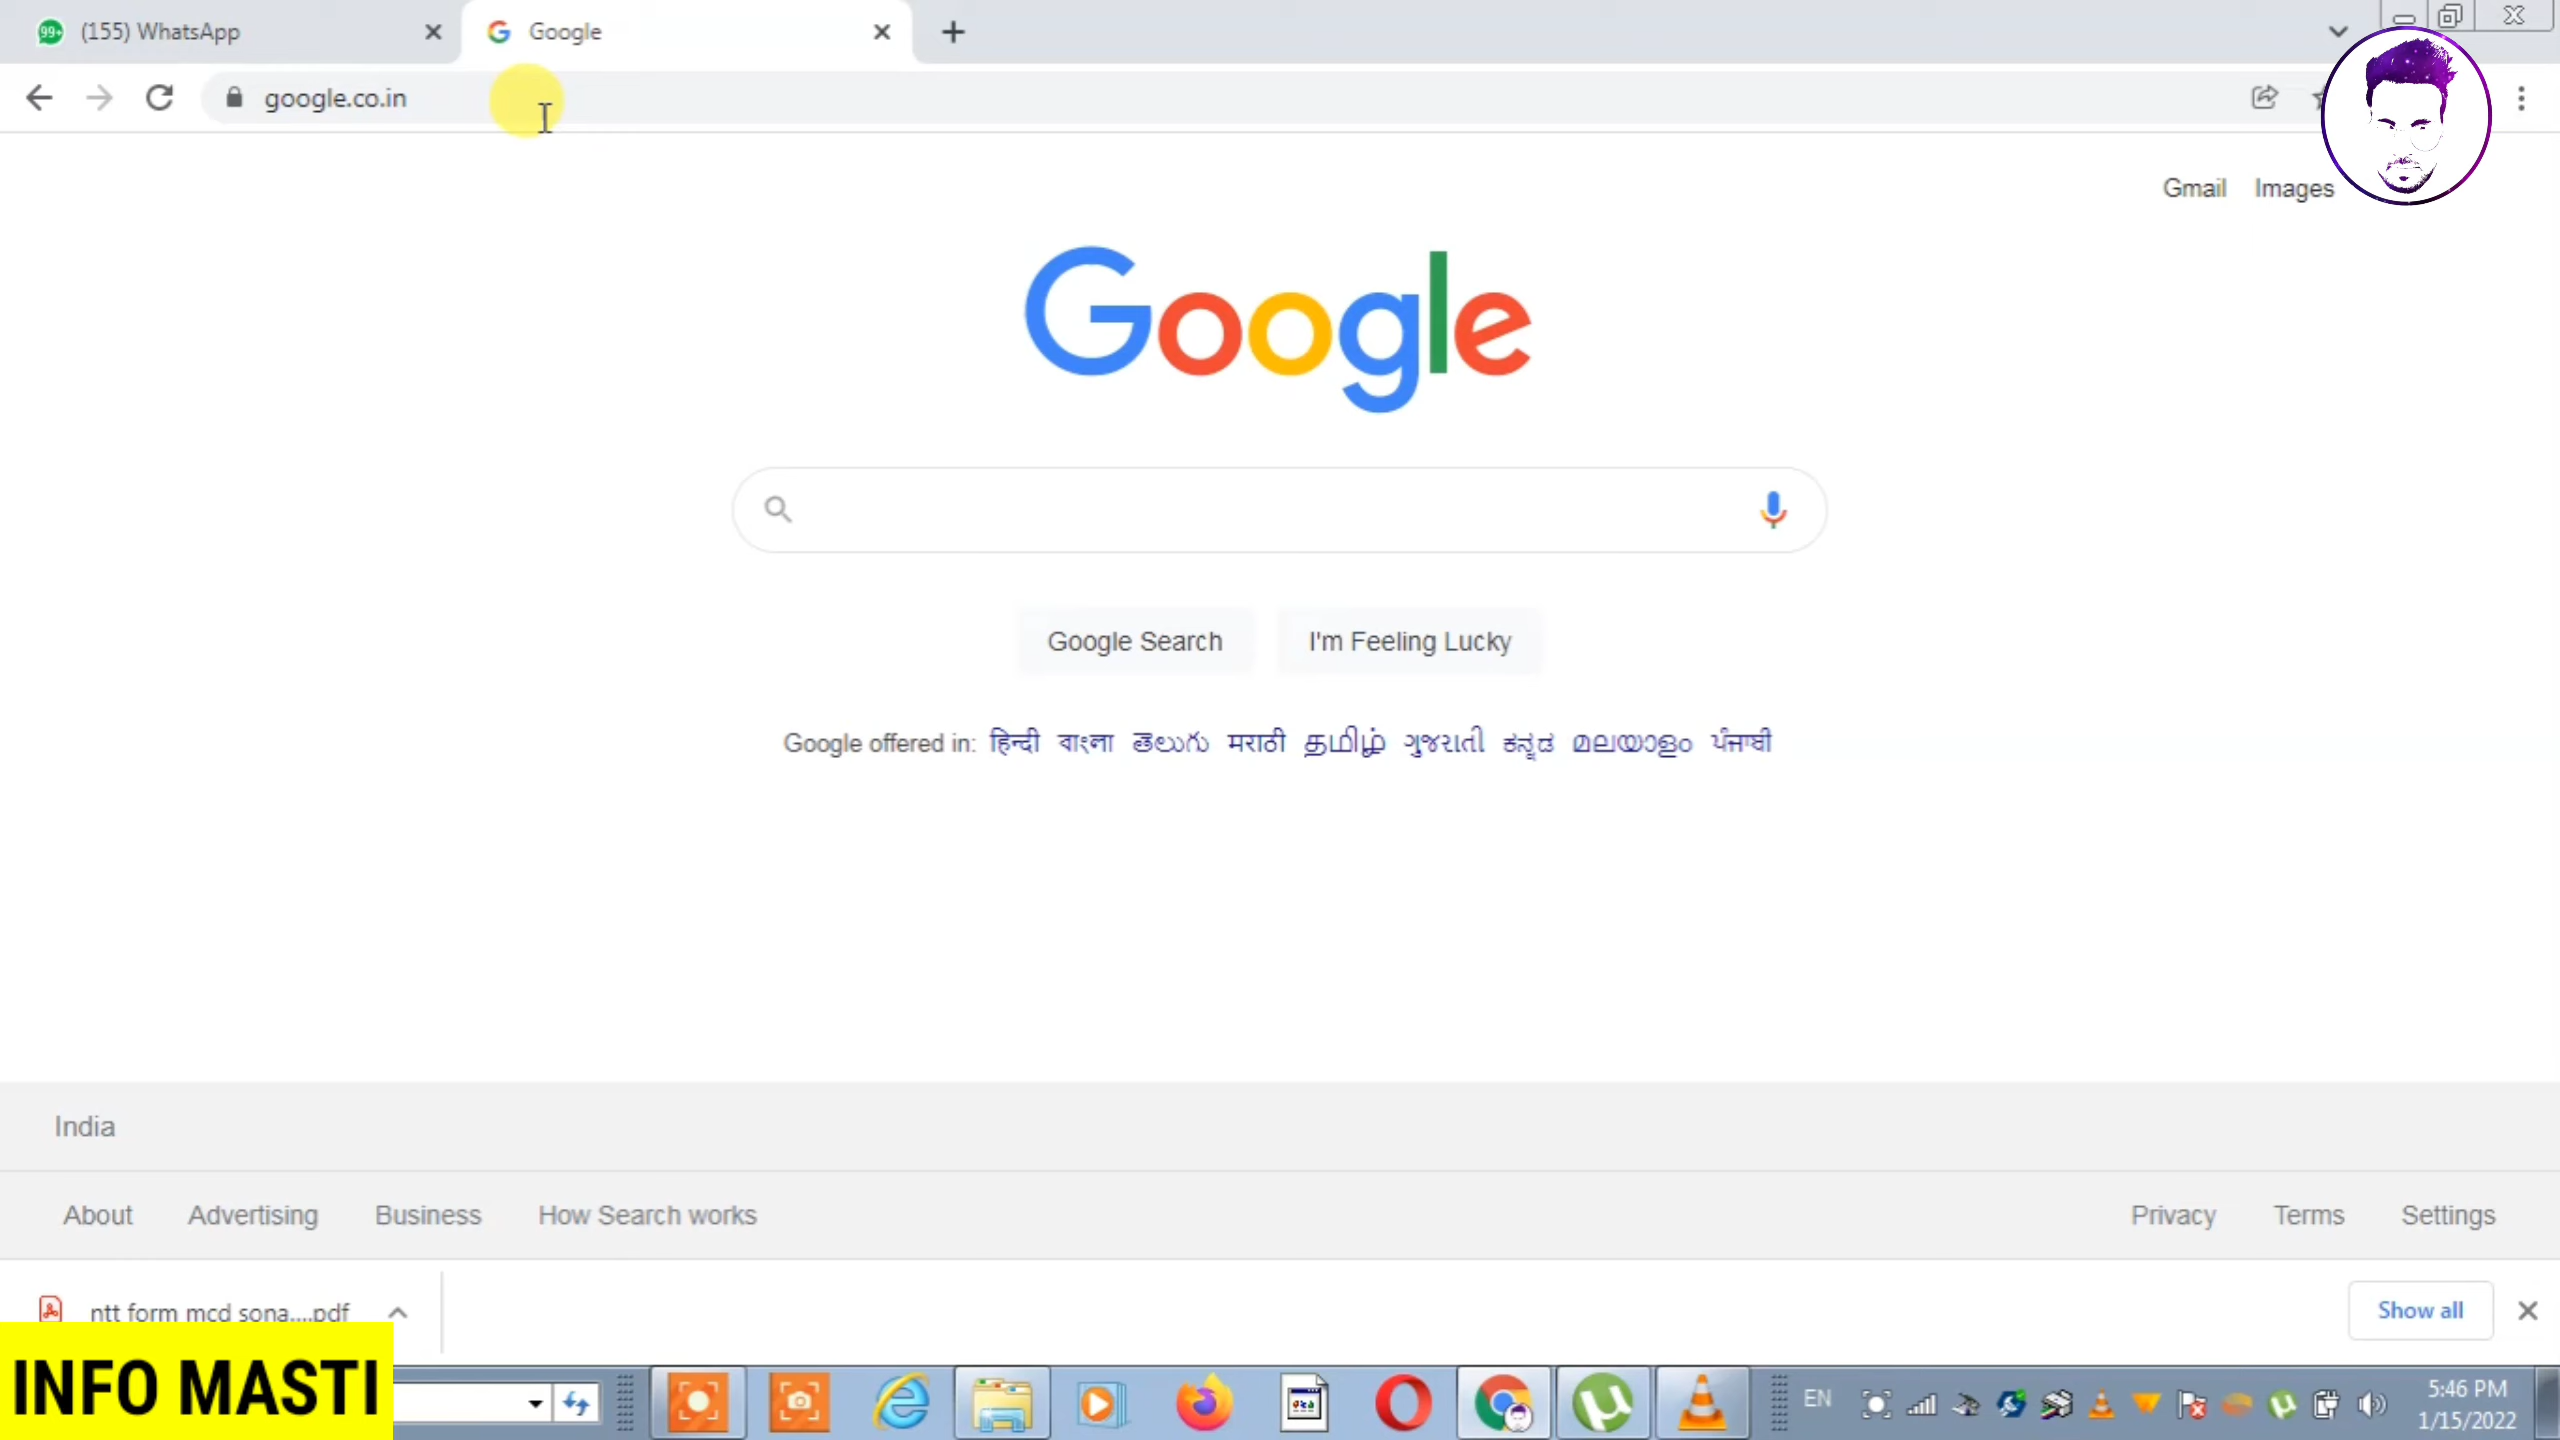 99+ (155) WhatsApp
Google
google.co.in
Gmail Images
Google
Google Search I'm Feeling Lucky
Google offered in: हिन्दी বাংলা తెలుగు मराठी தமிழ் ગુજરાતી ಕನ್ನಡ മലയാളം ਪੰਜਾਬੀ
India
About Advertising Business How Search works Privacy Terms Settings
ntt form mcd sona....pdf Show all
INFO MASTI
EN
5:46 PM
1/15/2022